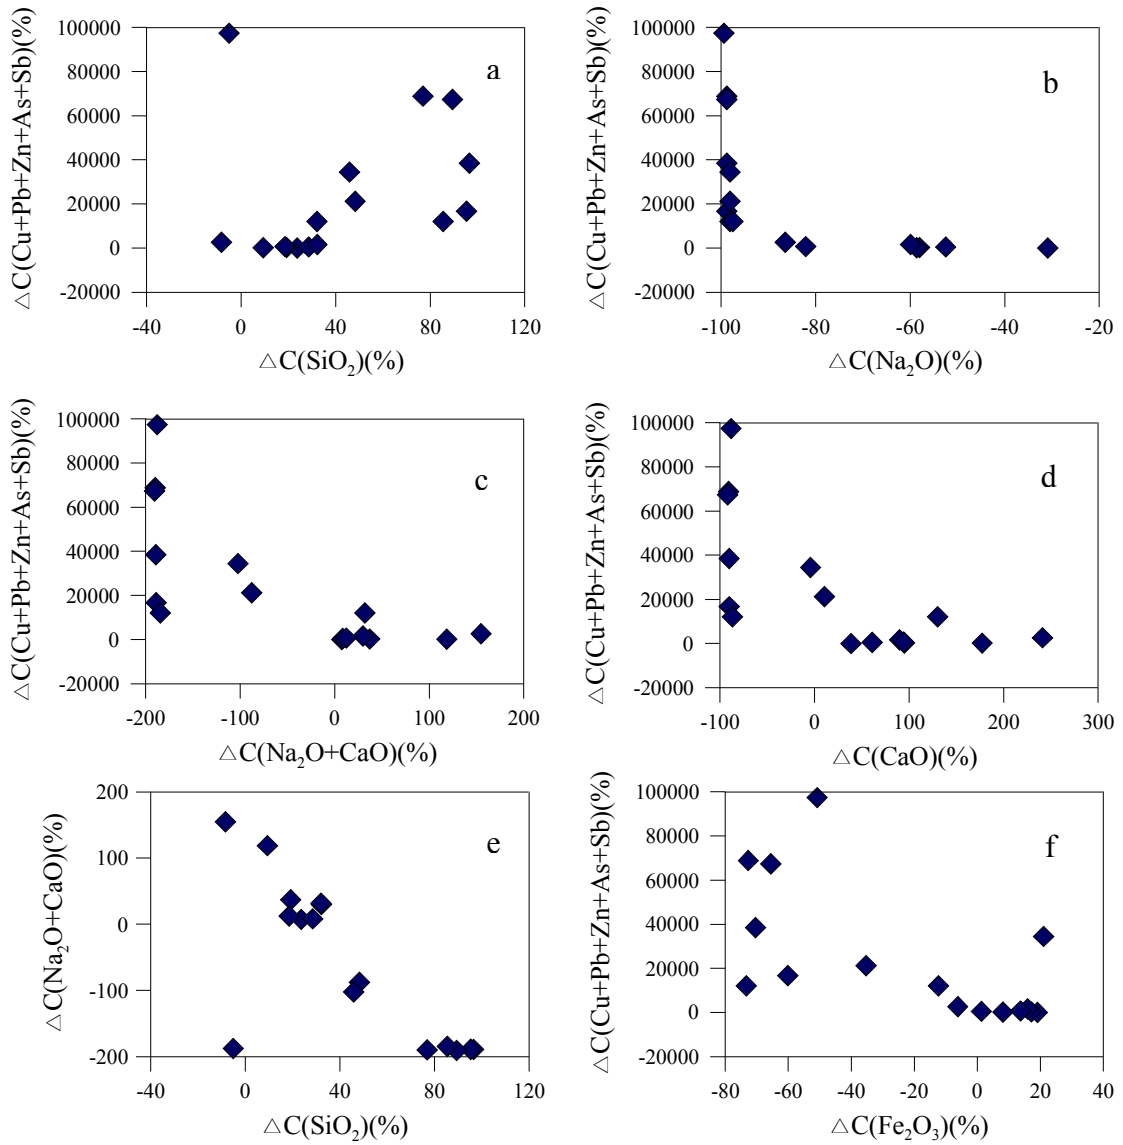 △C(Cu+Pb+Zn+As+Sb)(%)
100000
80000
60000
40000
20000
0
-20000
a
-40 0 40 80 120
△C(SiO₂)(%)
△C(Cu+Pb+Zn+As+Sb)(%)
100000
80000
60000
40000
20000
0
-20000
b
-100 -80 -60 -40 -20
△C(Na₂O)(%)
△C(Cu+Pb+Zn+As+Sb)(%)
100000
80000
60000
40000
20000
0
-20000
c
-200 -100 0 100 200
△C(Na₂O+CaO)(%)
△C(Cu+Pb+Zn+As+Sb)(%)
100000
80000
60000
40000
20000
0
-20000
d
-100 0 100 200 300
△C(CaO)(%)
△C(Na₂O+CaO)(%)
200
100
0
-100
-200
e
-40 0 40 80 120
△C(SiO₂)(%)
△C(Cu+Pb+Zn+As+Sb)(%)
100000
80000
60000
40000
20000
0
-20000
f
-80 -60 -40 -20 0 20 40
△C(Fe₂O₃)(%)